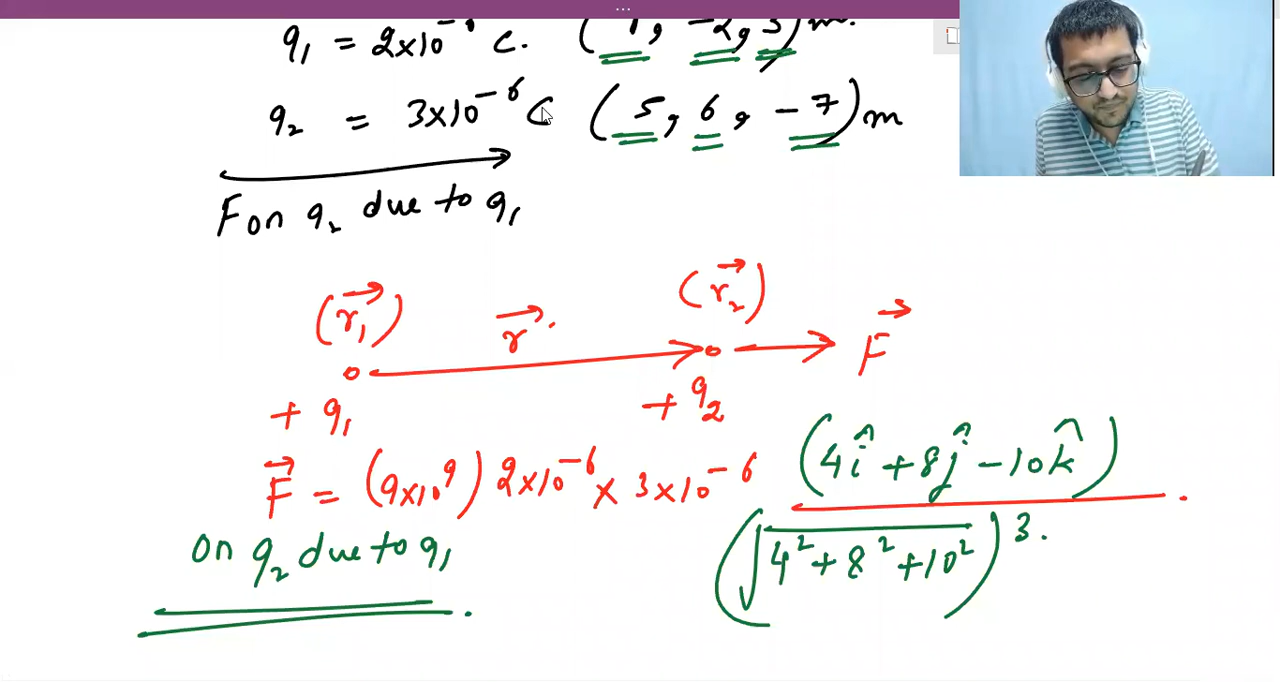 q₁ = 2×10⁻⁶ C. (1, -2, 3) m.
q₂ = 3×10⁻⁶ C (5, 6, -7) m
F on q₂ due to q₁
(r⃗₁) r⃗. (r⃗₂) F⃗
+ q₁ + q₂
F⃗ = (9×10⁹) 2×10⁻⁶ × 3×10⁻⁶ (4î + 8ĵ - 10k̂)
on q₂ due to q₁ (√4² + 8² + 10²)³.